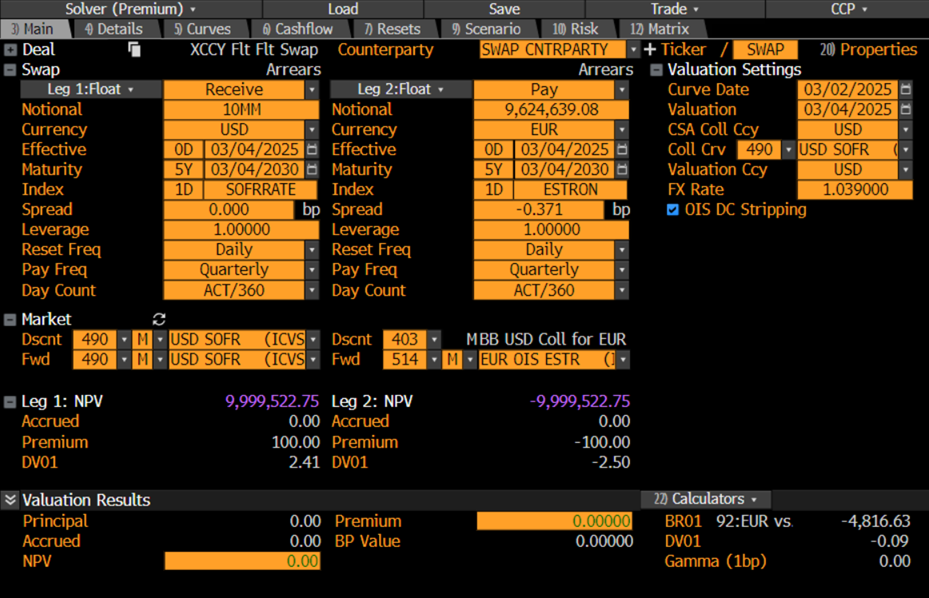 Solver (Premium) Load Save Trade CCP
3) Main 4) Details 5) Curves 6) Cashflow 7) Resets 9) Scenario 10) Risk 12) Matrix
Deal XCCY Flt Flt Swap Counterparty SWAP CNTRPARTY Ticker / SWAP 20) Properties
Swap Arrears Arrears Valuation Settings
Leg 1:Float Receive Leg 2:Float Pay Curve Date 03/02/2025
Notional 10MM Notional 9,624,639.08 Valuation 03/04/2025
Currency USD Currency EUR CSA Coll Ccy USD
Effective 0D 03/04/2025 Effective 0D 03/04/2025 Coll Crv 490 USD SOFR (
Maturity 5Y 03/04/2030 Maturity 5Y 03/04/2030 Valuation Ccy USD
Index 1D SOFRRATE Index 1D ESTRON FX Rate 1.039000
Spread 0.000 bp Spread -0.371 bp OIS DC Stripping
Leverage 1.00000 Leverage 1.00000
Reset Freq Daily Reset Freq Daily
Pay Freq Quarterly Pay Freq Quarterly
Day Count ACT/360 Day Count ACT/360
Market
Dscnt 490 M USD SOFR (ICVS Dscnt 403 MBB USD Coll for EUR
Fwd 490 M USD SOFR (ICVS Fwd 514 M EUR OIS ESTR (I
Leg 1: NPV 9,999,522.75 Leg 2: NPV -9,999,522.75
Accrued 0.00 Accrued 0.00
Premium 100.00 Premium -100.00
DV01 2.41 DV01 -2.50
Valuation Results 22) Calculators
Principal 0.00 Premium 0.00000 BR01 92:EUR vs. -4,816.63
Accrued 0.00 BP Value 0.00000 DV01 -0.09
NPV 0.00 Gamma (1bp) 0.00